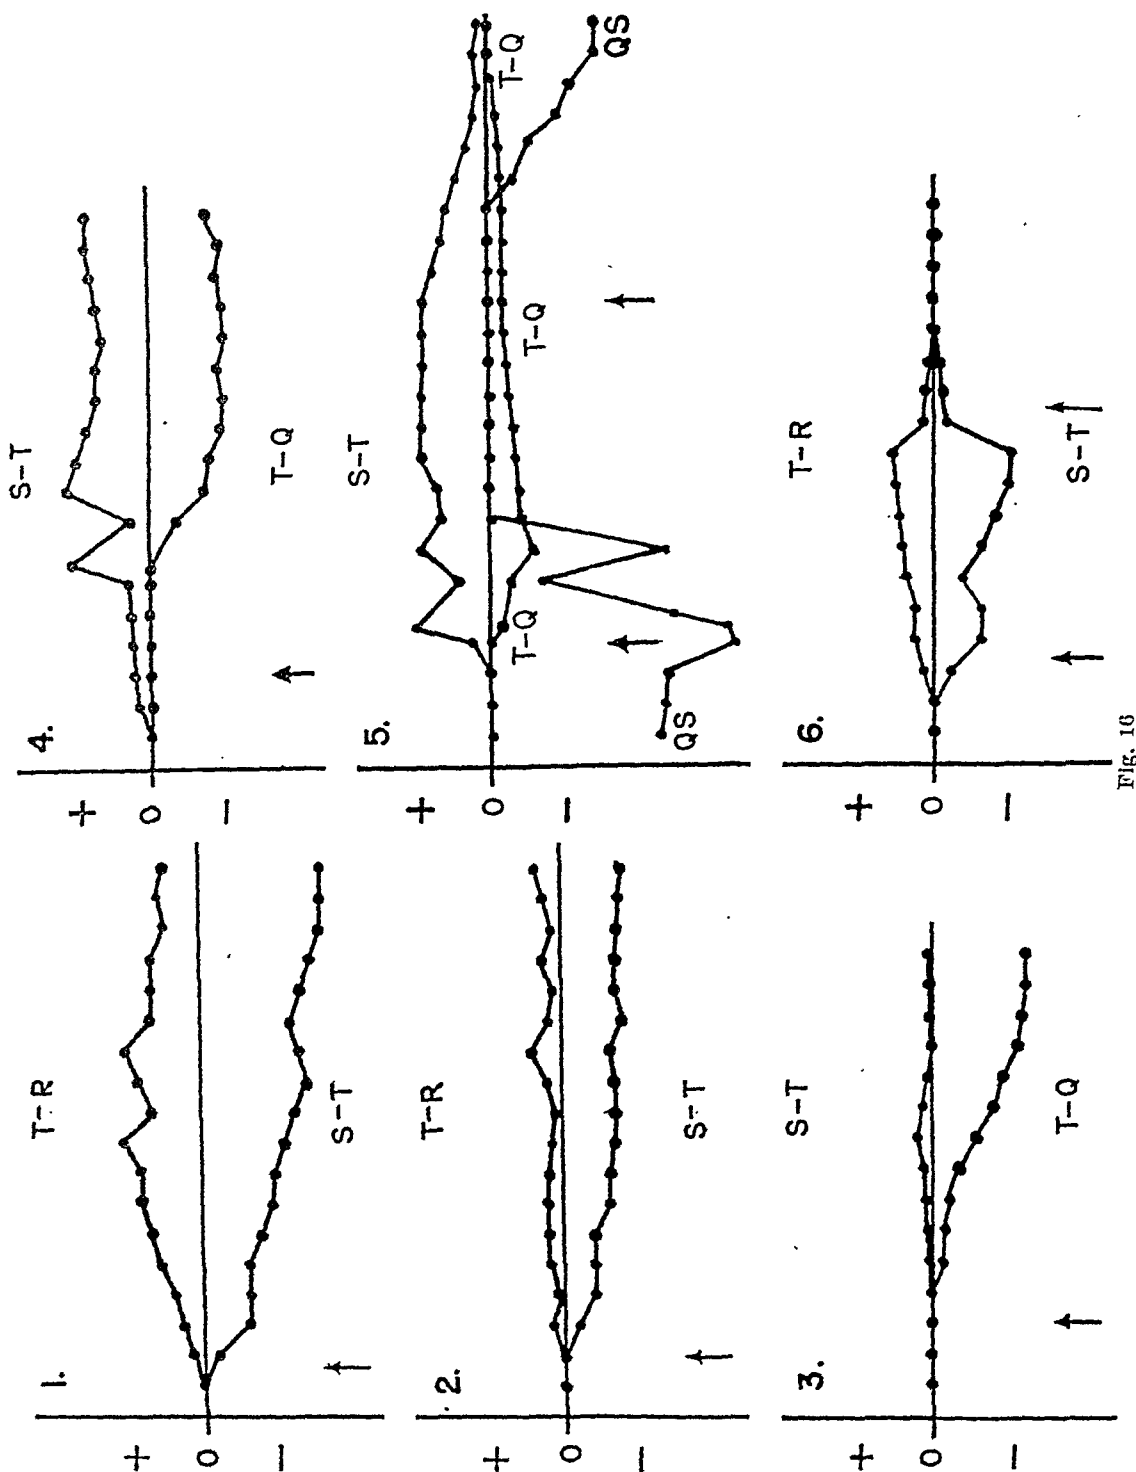 1.
T-R
+
0
-
S-T
2.
T-R
+
0
-
S-T
3.
S-T
+
0
-
T-Q
4.
S-T
+
0
-
T-Q
5.
S-T
+
0
-
T-Q
T-Q
T-Q
QS
QS
6.
T-R
+
0
-
S-T
Fig. 16